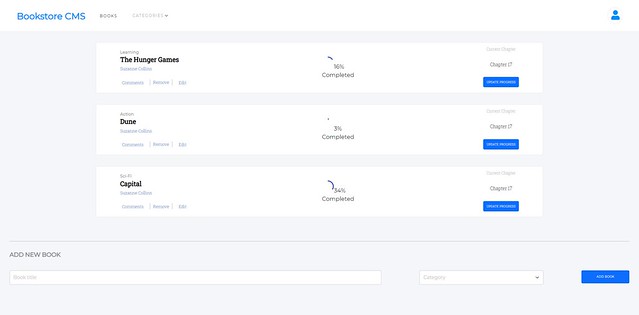 Bookstore CMS BOOKS CATEGORIES
Learning
The Hunger Games
Suzanne Collins
Comments Remove Edit
16%
Completed
Current Chapter
Chapter 17
UPDATE PROGRESS
Action
Dune
Suzanne Collins
Comments Remove Edit
3%
Completed
Current Chapter
Chapter 17
UPDATE PROGRESS
Sci-Fi
Capital
Suzanne Collins
Comments Remove Edit
34%
Completed
Current Chapter
Chapter 17
UPDATE PROGRESS
ADD NEW BOOK
Book title
Category
ADD BOOK